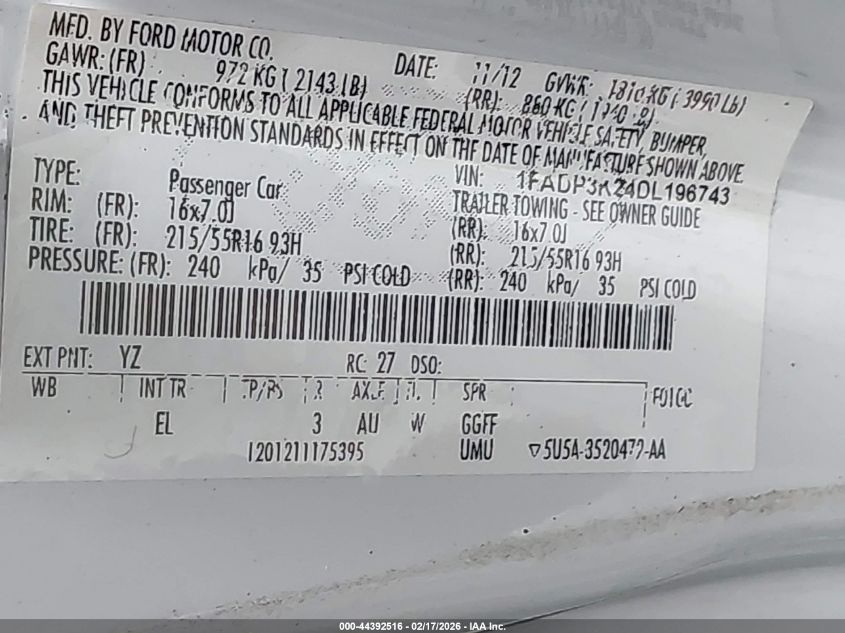 MFD. BY FORD MOTOR CO.
DATE: 11/12 GVWR: 1810 KG ( 3990 LB)
GAWR: (FR) 972 KG ( 2143 LB) (RR): 860 KG (
THIS VEHICLE CONFORMS TO ALL APPLICABLE FEDERAL MOTOR VEHICLE SAFETY, BUMPER,
AND THEFT PREVENTION STANDARDS IN EFFECT ON THE DATE OF MANUFACTURE SHOWN ABOVE
VIN: 1FADP3K24DL196743
TYPE: Passenger Car TRAILER TOWING - SEE OWNER GUIDE
RIM: (FR): 16x7.0J (RR): 16x7.0J
TIRE: (FR): 215/55R16 93H (RR): 215/55R16 93H
PRESSURE: (FR): 240 kPa/ 35 PSI COLD (RR): 240 kPa/ 35 PSI COLD
EXT PNT: YZ RC: 27 DSO:
WB INT TR TP/PS R AXLE SPR
EL 3 AU W GGFF
1201211175395 UMU ▽5U5A-3520472-AA
000-44392516 - 02/17/2026 - IAA Inc.